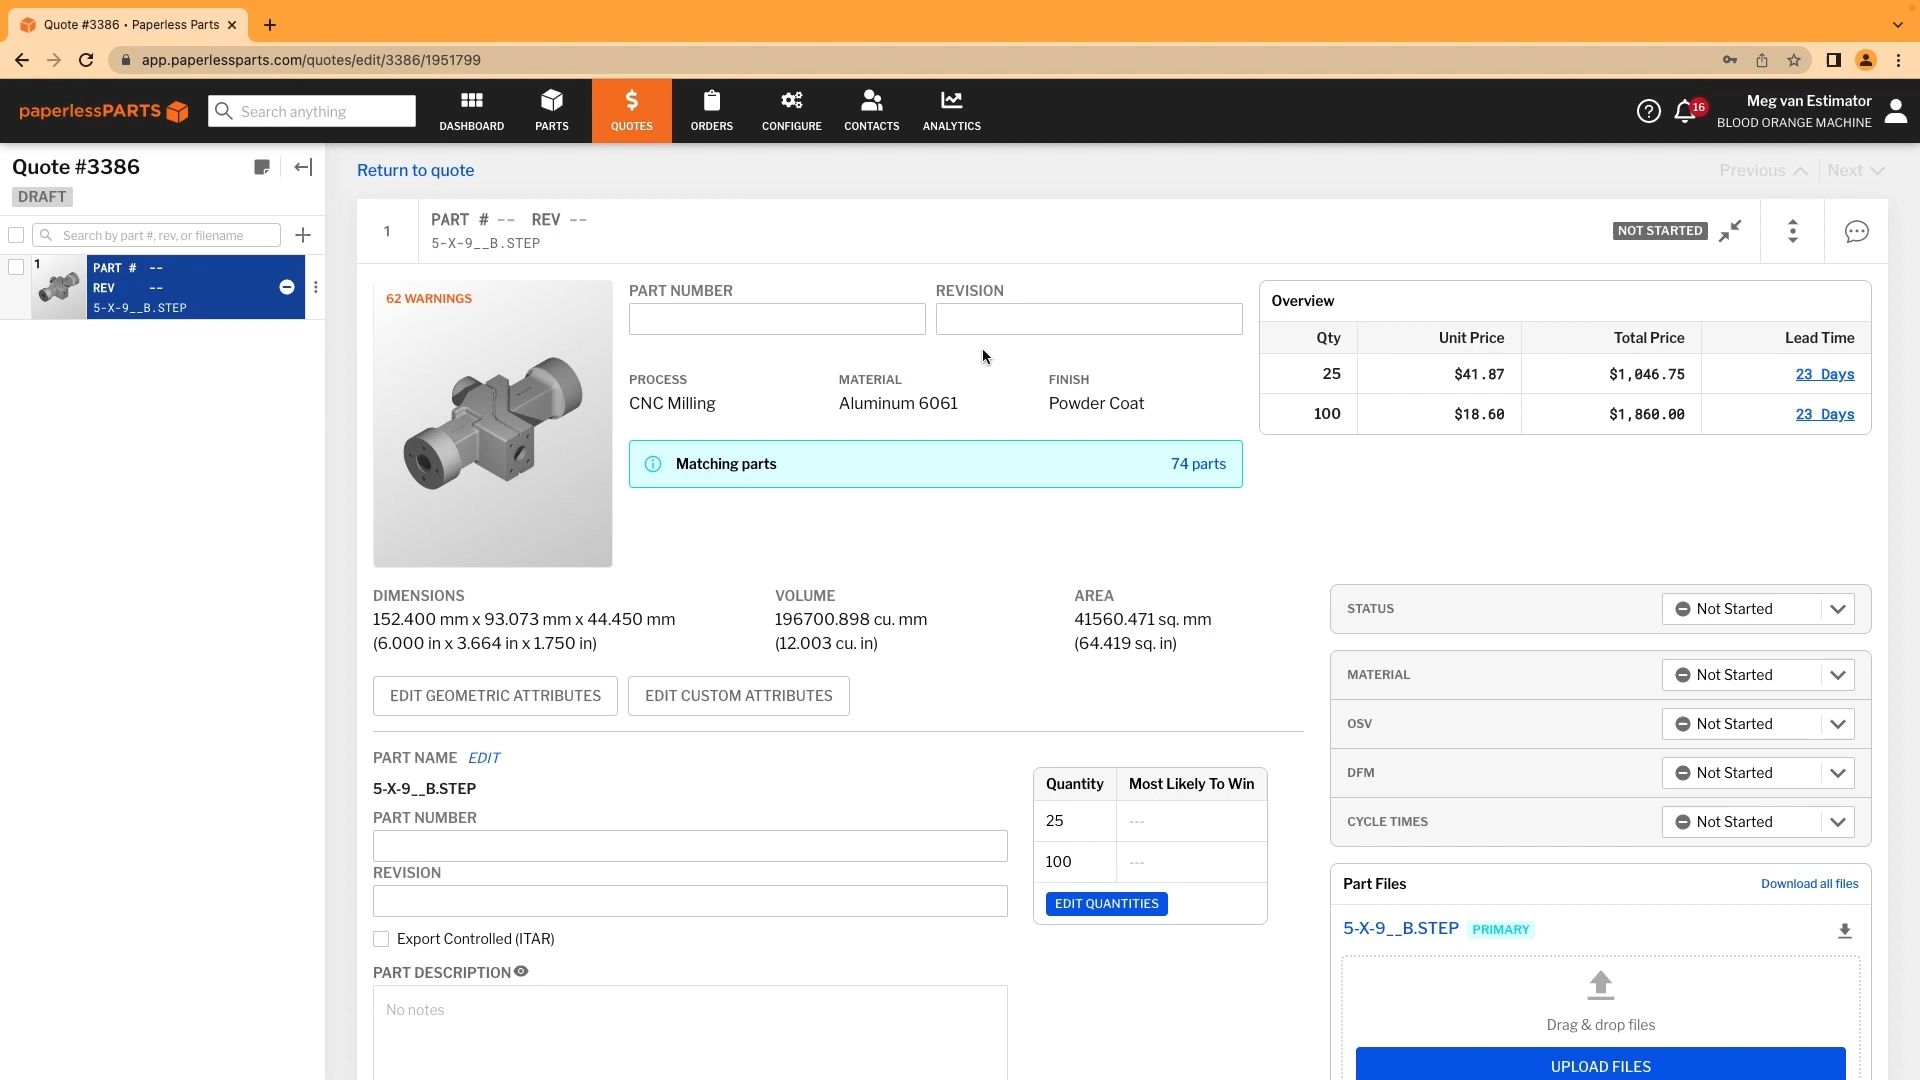 Quote #3386 • Paperless Parts
app.paperlessparts.com/quotes/edit/3386/1951799
paperlessPARTS
Search anything
DASHBOARD
PARTS
$
QUOTES
ORDERS
CONFIGURE
CONTACTS
ANALYTICS
?
16
Meg van Estimator
BLOOD ORANGE MACHINE
Quote #3386
DRAFT
Search by part #, rev, or filename
1
PART # --
REV --
5-X-9__B.STEP
Return to quote
Previous
Next
1
PART # -- REV --
5-X-9__B.STEP
NOT STARTED
62 WARNINGS
PART NUMBER
REVISION
PROCESS
CNC Milling
MATERIAL
Aluminum 6061
FINISH
Powder Coat
Matching parts
74 parts
Overview
Qty Unit Price Total Price Lead Time
25 $41.87 $1,046.75 23 Days
100 $18.60 $1,860.00 23 Days
DIMENSIONS
152.400 mm x 93.073 mm x 44.450 mm
(6.000 in x 3.664 in x 1.750 in)
VOLUME
196700.898 cu. mm
(12.003 cu. in)
AREA
41560.471 sq. mm
(64.419 sq. in)
EDIT GEOMETRIC ATTRIBUTES
EDIT CUSTOM ATTRIBUTES
PART NAME EDIT
5-X-9__B.STEP
PART NUMBER
REVISION
Export Controlled (ITAR)
PART DESCRIPTION
No notes
Quantity Most Likely To Win
25 ---
100 ---
EDIT QUANTITIES
STATUS Not Started
MATERIAL Not Started
OSV Not Started
DFM Not Started
CYCLE TIMES Not Started
Part Files
Download all files
5-X-9__B.STEP PRIMARY
Drag & drop files
UPLOAD FILES